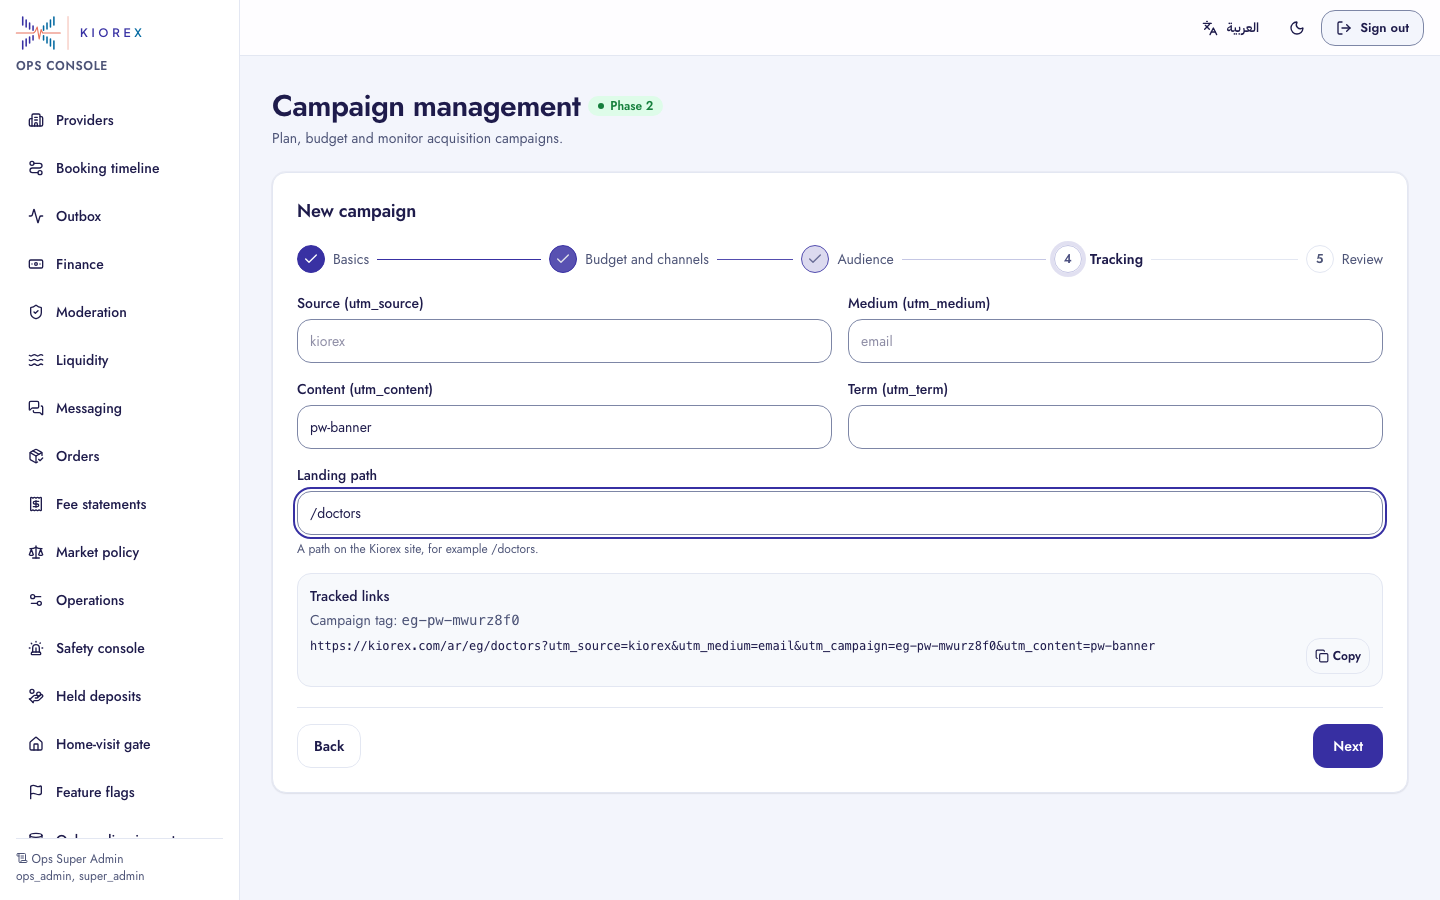 KIOREX
OPS CONSOLE
العربية
Sign out
Providers
Booking timeline
Outbox
Finance
Moderation
Liquidity
Messaging
Orders
Fee statements
Market policy
Operations
Safety console
Held deposits
Home-visit gate
Feature flags
Ops Super Admin
ops_admin, super_admin
Campaign management
Phase 2
Plan, budget and monitor acquisition campaigns.
New campaign
Basics
Budget and channels
Audience
4 Tracking
5 Review
Source (utm_source)
Medium (utm_medium)
kiorex
email
Content (utm_content)
Term (utm_term)
pw-banner
Landing path
/doctors
A path on the Kiorex site, for example /doctors.
Tracked links
Campaign tag: eg-pw-mwurz8f0
https://kiorex.com/ar/eg/doctors?utm_source=kiorex&utm_medium=email&utm_campaign=eg-pw-mwurz8f0&utm_content=pw-banner
Copy
Back
Next